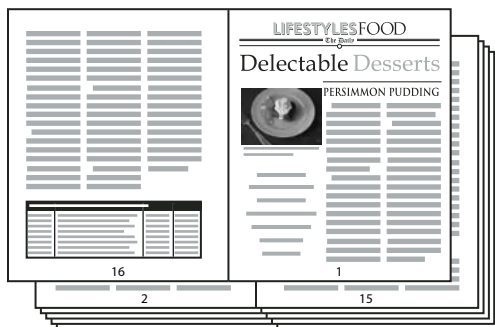 LIFESTYLESFOOD
The Daily
Delectable Desserts
PERSIMMON PUDDING
16
1
2
15